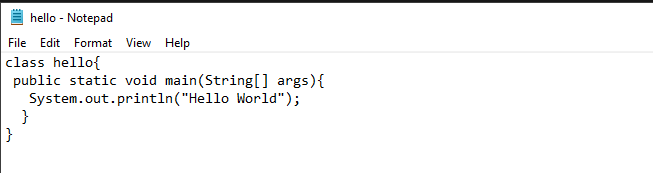 hello - Notepad
File Edit Format View Help
class hello{
 public static void main(String[] args){
   System.out.println("Hello World");
  }
}